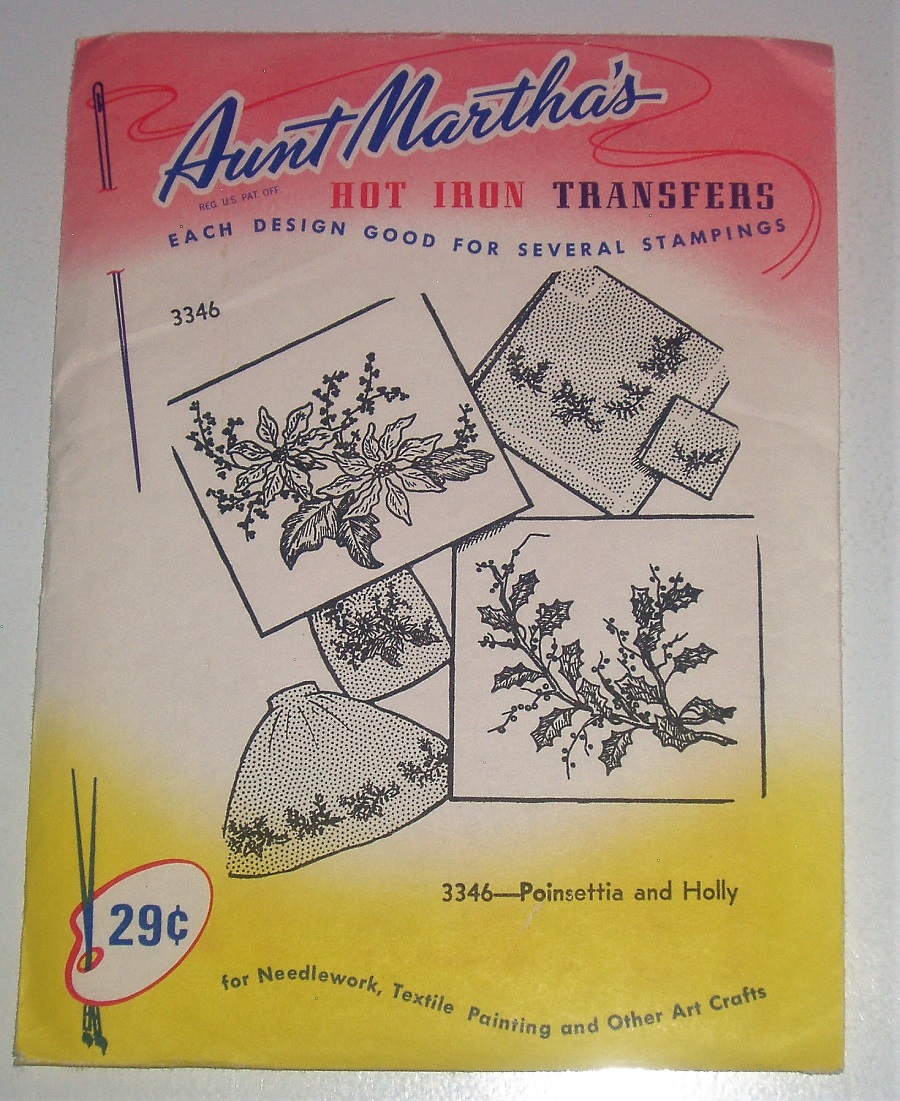 Aunt Martha's
REG. U.S. PAT. OFF.
HOT IRON TRANSFERS
EACH DESIGN GOOD FOR SEVERAL STAMPINGS
3346
3346—Poinsettia and Holly
29¢
for Needlework, Textile Painting and Other Art Crafts